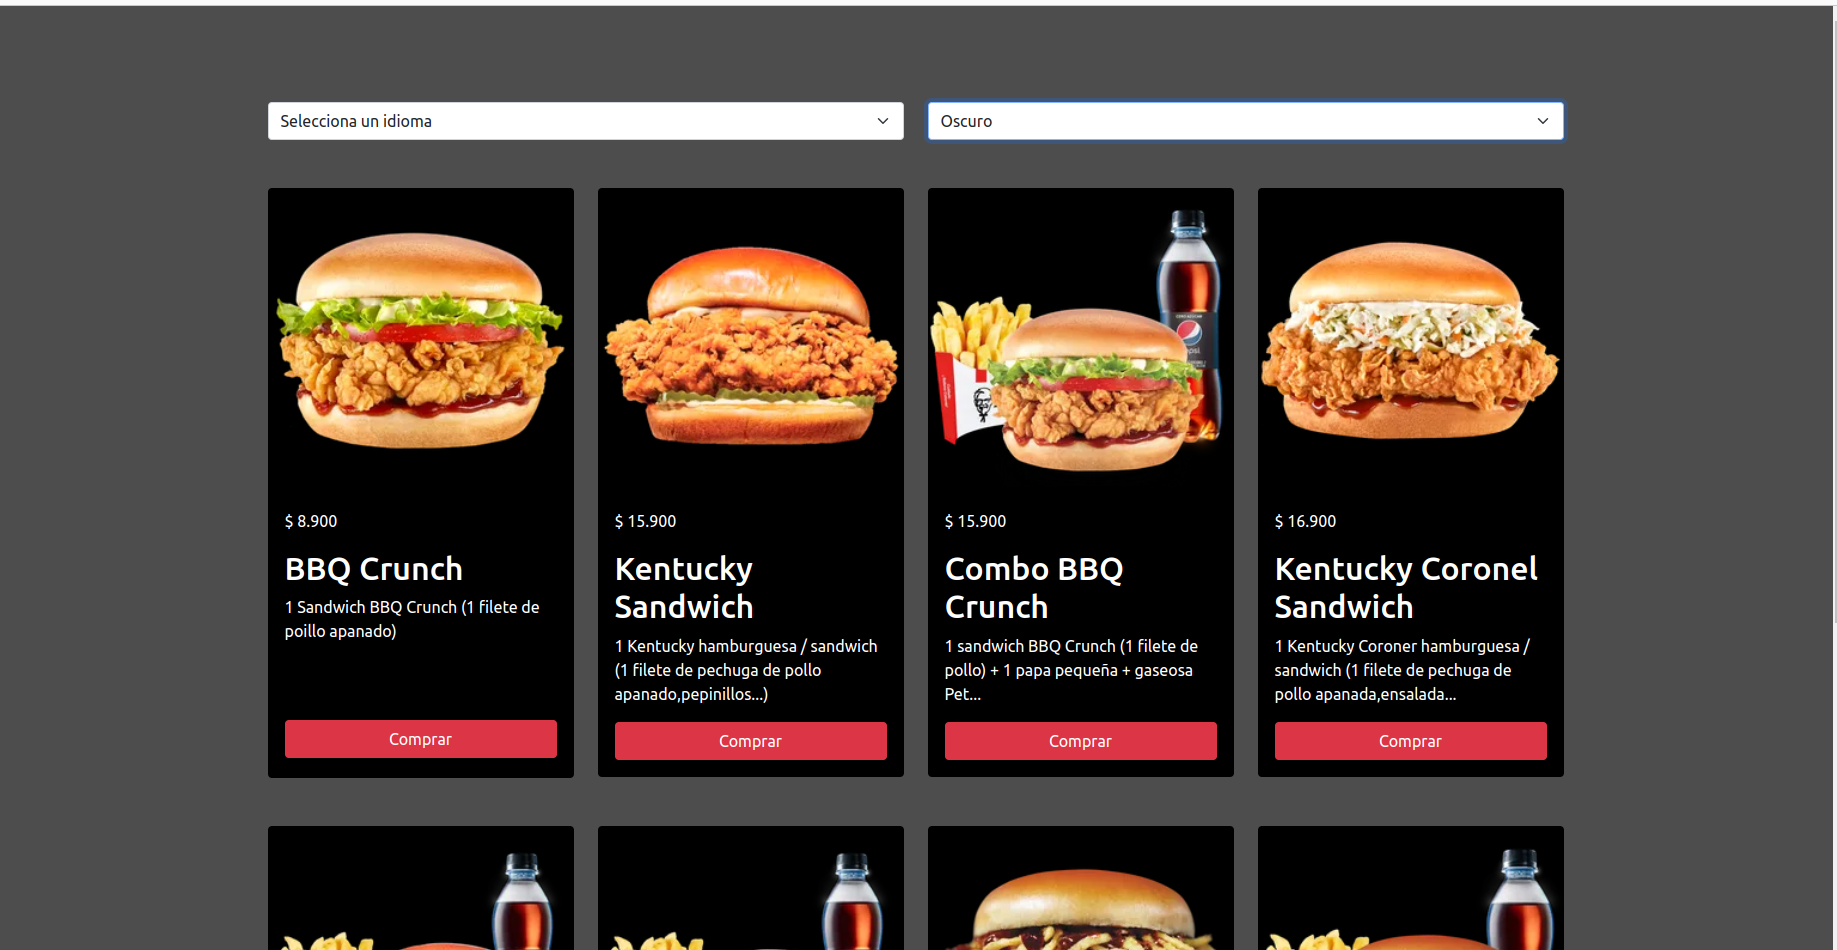 Selecciona un idioma
Oscuro
$ 8.900
BBQ Crunch
1 Sandwich BBQ Crunch (1 filete de
poillo apanado)
Comprar
$ 15.900
Kentucky
Sandwich
1 Kentucky hamburguesa / sandwich
(1 filete de pechuga de pollo
apanado,pepinillos...)
Comprar
$ 15.900
Combo BBQ
Crunch
1 sandwich BBQ Crunch (1 filete de
pollo) + 1 papa pequeña + gaseosa
Pet...
Comprar
$ 16.900
Kentucky Coronel
Sandwich
1 Kentucky Coroner hamburguesa /
sandwich (1 filete de pechuga de
pollo apanada,ensalada...
Comprar